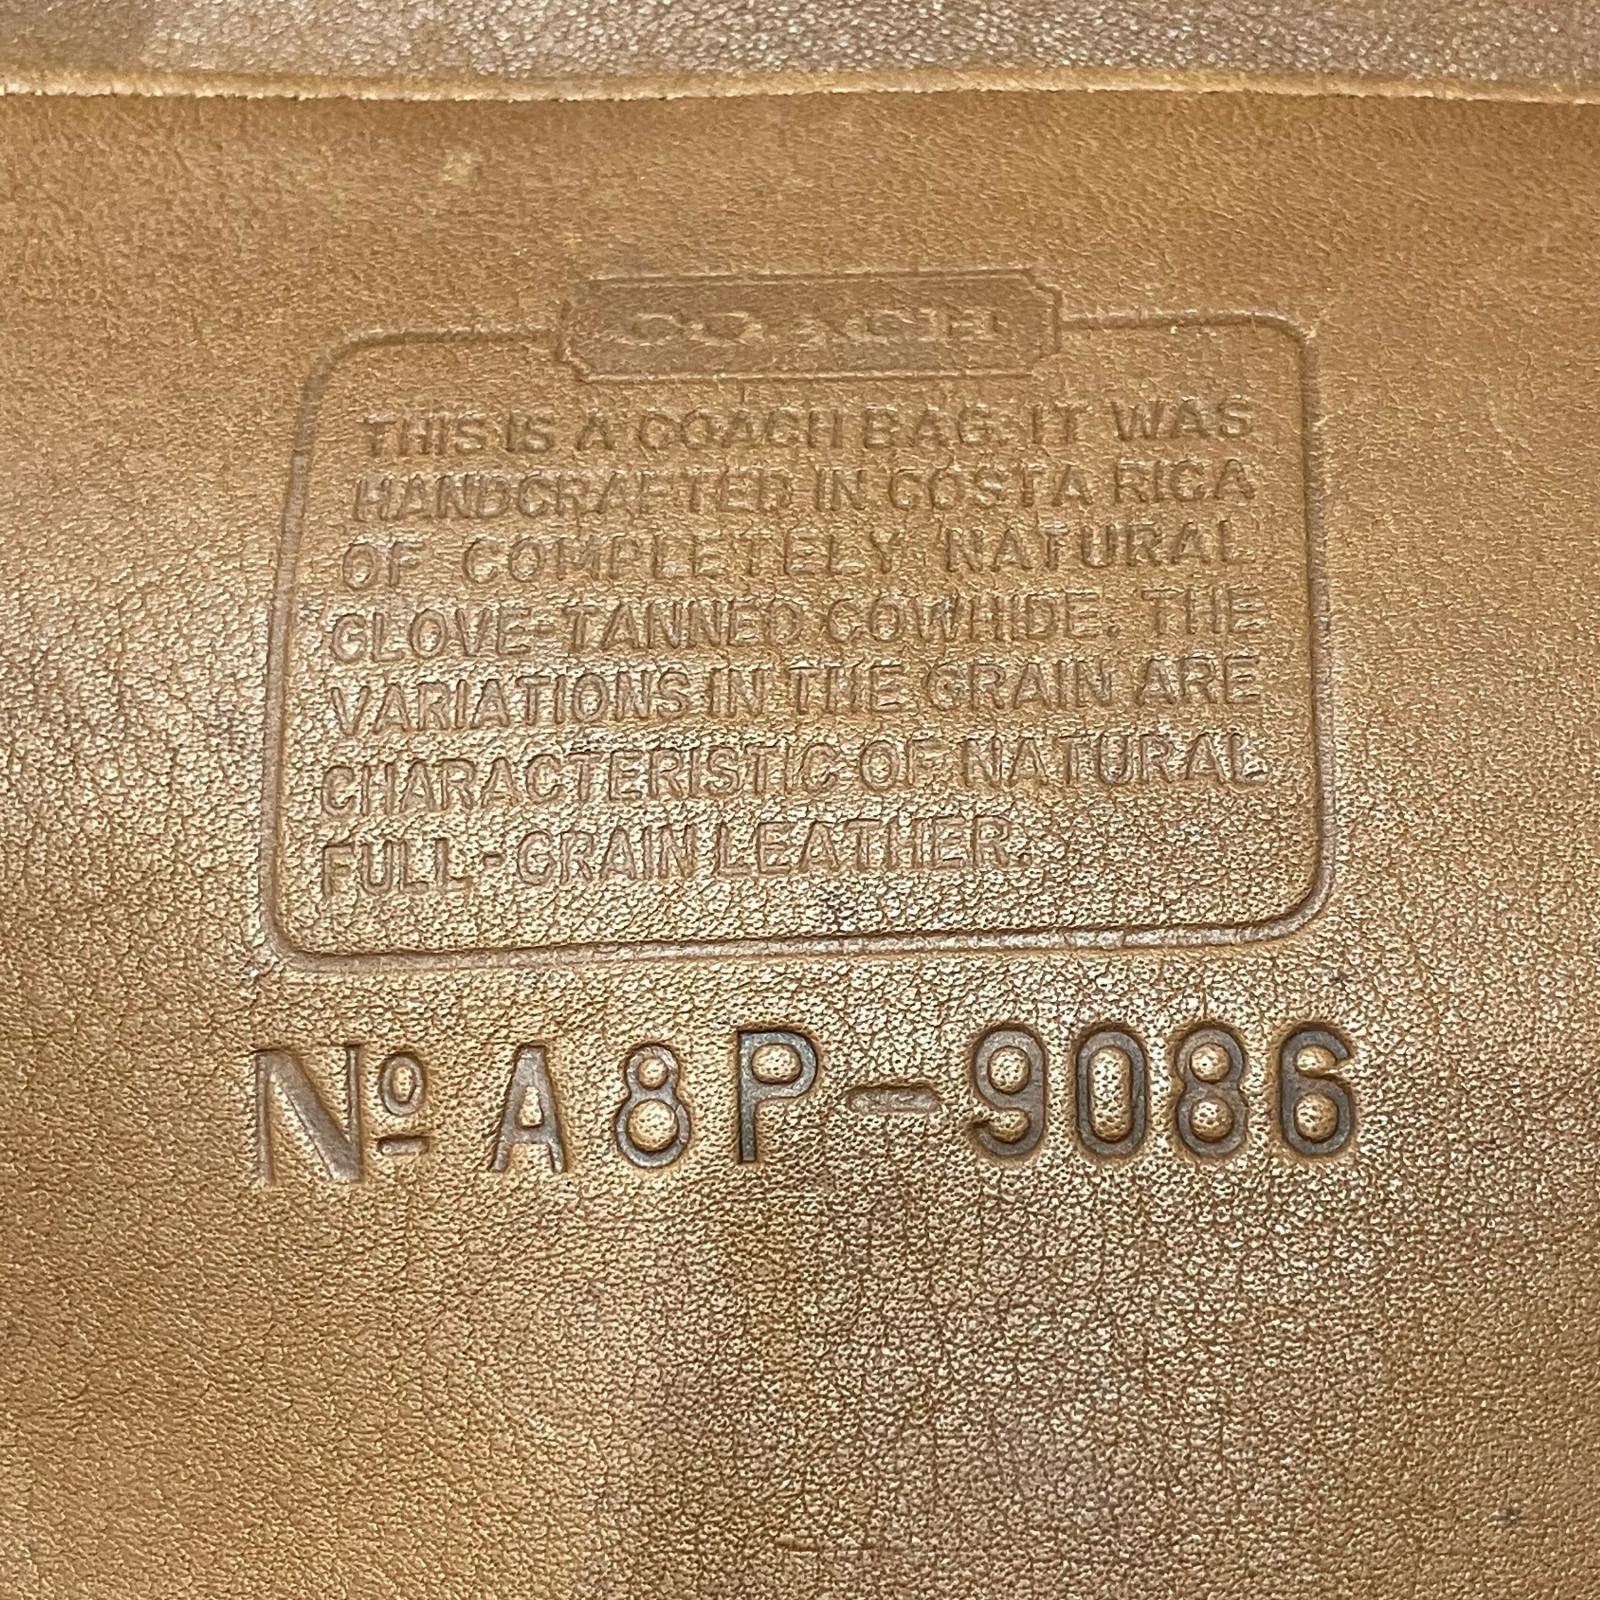 COACH
THIS IS A COACH BAG. IT WAS
HANDCRAFTED IN COSTA RICA
OF COMPLETELY NATURAL
GLOVE-TANNED COWHIDE. THE
VARIATIONS IN THE GRAIN ARE
CHARACTERISTIC OF NATURAL
FULL-GRAIN LEATHER.
Nº A8P-9086